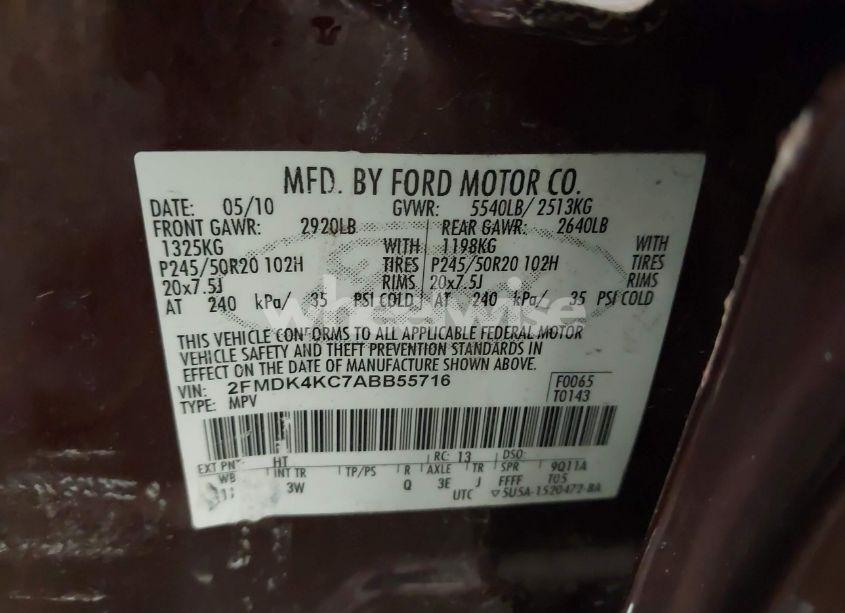 MFD. BY FORD MOTOR CO.
DATE: 05/10 GVWR: 5540LB/ 2513KG
FRONT GAWR: 2920LB REAR GAWR: 2640LB
1325KG WITH 1198KG WITH
P245/50R20 102H TIRES P245/50R20 102H TIRES
20x7.5J RIMS 20x7.5J RIMS
AT 240 kPa/ 35 PSI COLD AT 240 kPa/ 35 PSI COLD
wheelwise
THIS VEHICLE CONFORMS TO ALL APPLICABLE FEDERAL MOTOR
VEHICLE SAFETY AND THEFT PREVENTION STANDARDS IN
EFFECT ON THE DATE OF MANUFACTURE SHOWN ABOVE.
VIN: 2FMDK4KC7ABB55716 F0065
TYPE: MPV T0143
EXT PNT: HT RC: 13 DSO:
WB INT TR TP/PS R AXLE TR SPR 9Q11A
3W Q 3E J FFFF T05
UTC ▽5U5A-1520472-BA